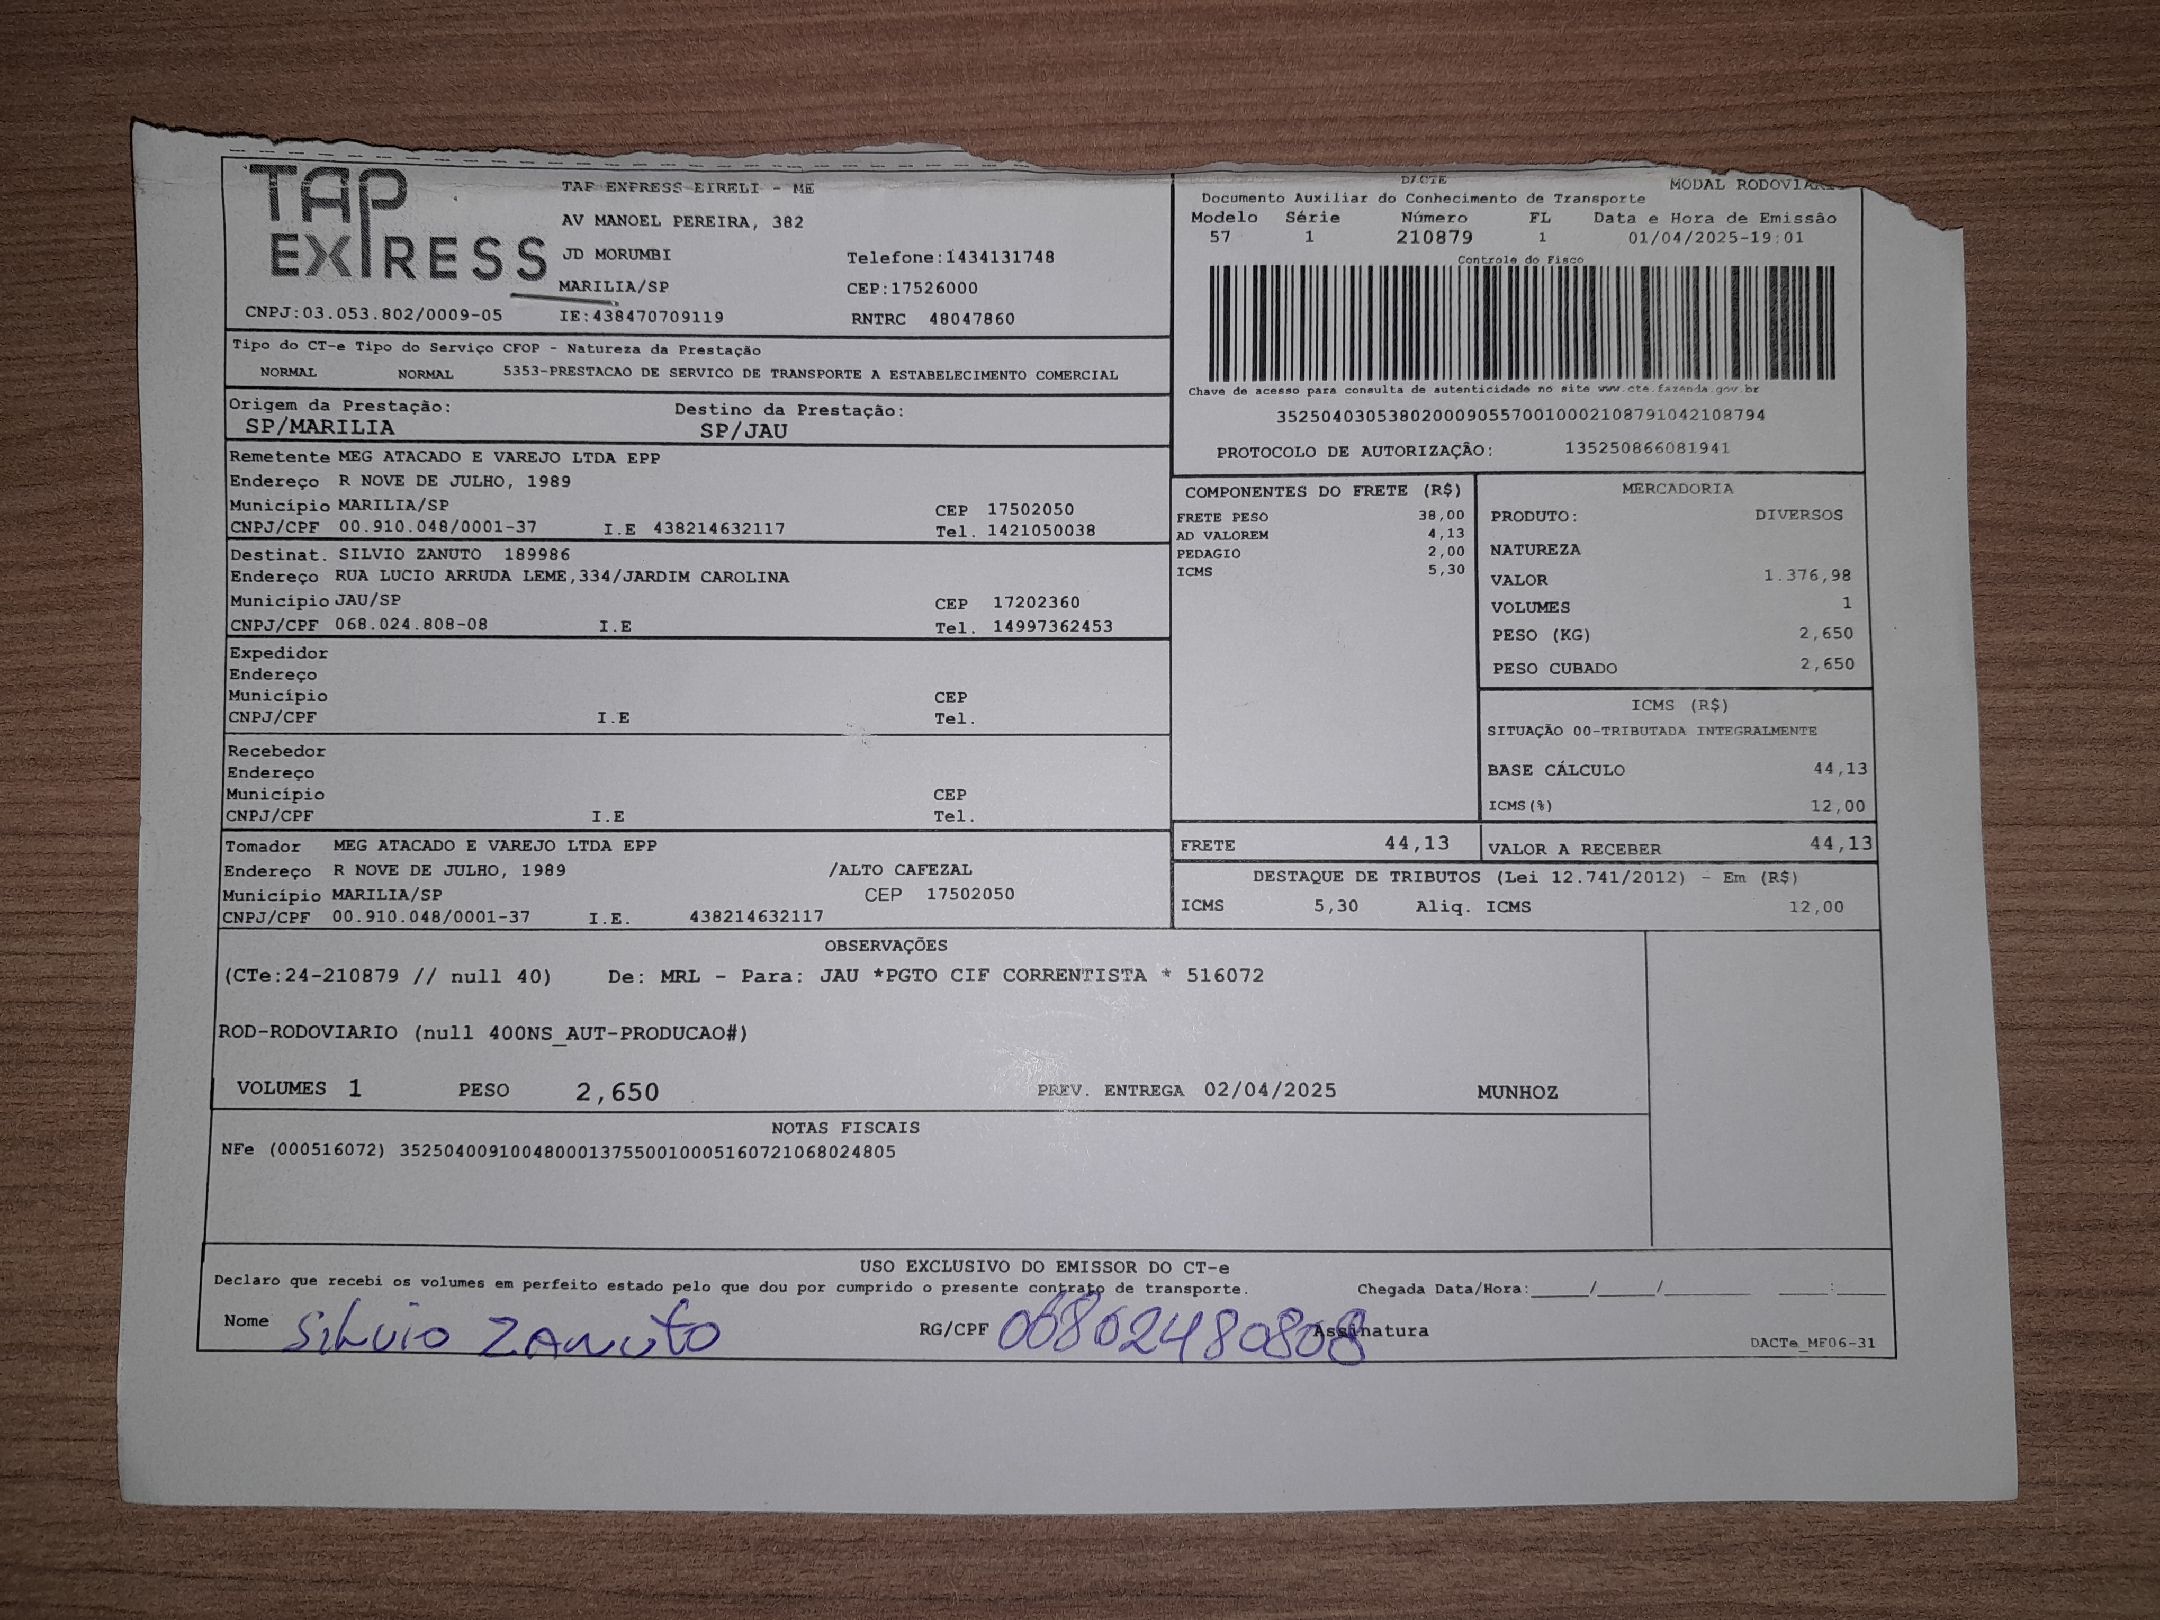 TAP EXPRESS
TAP EXPRESS EIRELI - ME
AV MANOEL PEREIRA, 382
JD MORUMBI Telefone:1434131748
MARILIA/SP CEP:17526000
CNPJ:03.053.802/0009-05 IE:438470709119 RNTRC 48047860
DACTE MODAL RODOVIÁRI
Documento Auxiliar do Conhecimento de Transporte
Modelo Série Número FL Data e Hora de Emissão
57 1 210879 1 01/04/2025-19:01
Controle do Fisco
Chave de acesso para consulta de autenticidade no site www.cte.fazenda.gov.br
35250403053802000905570010002108791042108794
PROTOCOLO DE AUTORIZAÇÃO: 135250866081941
Tipo do CT-e Tipo do Serviço CFOP - Natureza da Prestação
NORMAL NORMAL 5353-PRESTACAO DE SERVICO DE TRANSPORTE A ESTABELECIMENTO COMERCIAL
Origem da Prestação: Destino da Prestação:
SP/MARILIA SP/JAU
Remetente MEG ATACADO E VAREJO LTDA EPP
Endereço R NOVE DE JULHO, 1989
Município MARILIA/SP CEP 17502050
CNPJ/CPF 00.910.048/0001-37 I.E 438214632117 Tel. 1421050038
Destinat. SILVIO ZANUTO 189986
Endereço RUA LUCIO ARRUDA LEME,334/JARDIM CAROLINA
Município JAU/SP CEP 17202360
CNPJ/CPF 068.024.808-08 I.E Tel. 14997362453
Expedidor
Endereço
Município CEP
CNPJ/CPF I.E Tel.
Recebedor
Endereço
Município CEP
CNPJ/CPF I.E Tel.
Tomador MEG ATACADO E VAREJO LTDA EPP
Endereço R NOVE DE JULHO, 1989 /ALTO CAFEZAL
Município MARILIA/SP CEP 17502050
CNPJ/CPF 00.910.048/0001-37 I.E. 438214632117
COMPONENTES DO FRETE (R$)
FRETE PESO 38,00
AD VALOREM 4,13
PEDAGIO 2,00
ICMS 5,30
MERCADORIA
PRODUTO: DIVERSOS
NATUREZA
VALOR 1.376,98
VOLUMES 1
PESO (KG) 2,650
PESO CUBADO 2,650
ICMS (R$)
SITUAÇÃO 00-TRIBUTADA INTEGRALMENTE
BASE CÁLCULO 44,13
ICMS(%) 12,00
FRETE 44,13 VALOR A RECEBER 44,13
DESTAQUE DE TRIBUTOS (Lei 12.741/2012) - Em (R$)
ICMS 5,30 Aliq. ICMS 12,00
OBSERVAÇÕES
(CTe:24-210879 // null 40) De: MRL - Para: JAU *PGTO CIF CORRENTISTA * 516072
ROD-RODOVIARIO (null 400NS_AUT-PRODUCAO#)
VOLUMES 1 PESO 2,650 PREV. ENTREGA 02/04/2025 MUNHOZ
NOTAS FISCAIS
NFe (000516072) 35250400910048000137550010005160721068024805
USO EXCLUSIVO DO EMISSOR DO CT-e
Declaro que recebi os volumes em perfeito estado pelo que dou por cumprido o presente contrato de transporte. Chegada Data/Hora:_____/_____/________ _____:_____
Nome Silvio Zanuto RG/CPF 06802480808 Assinatura
DACTe_MF06-31